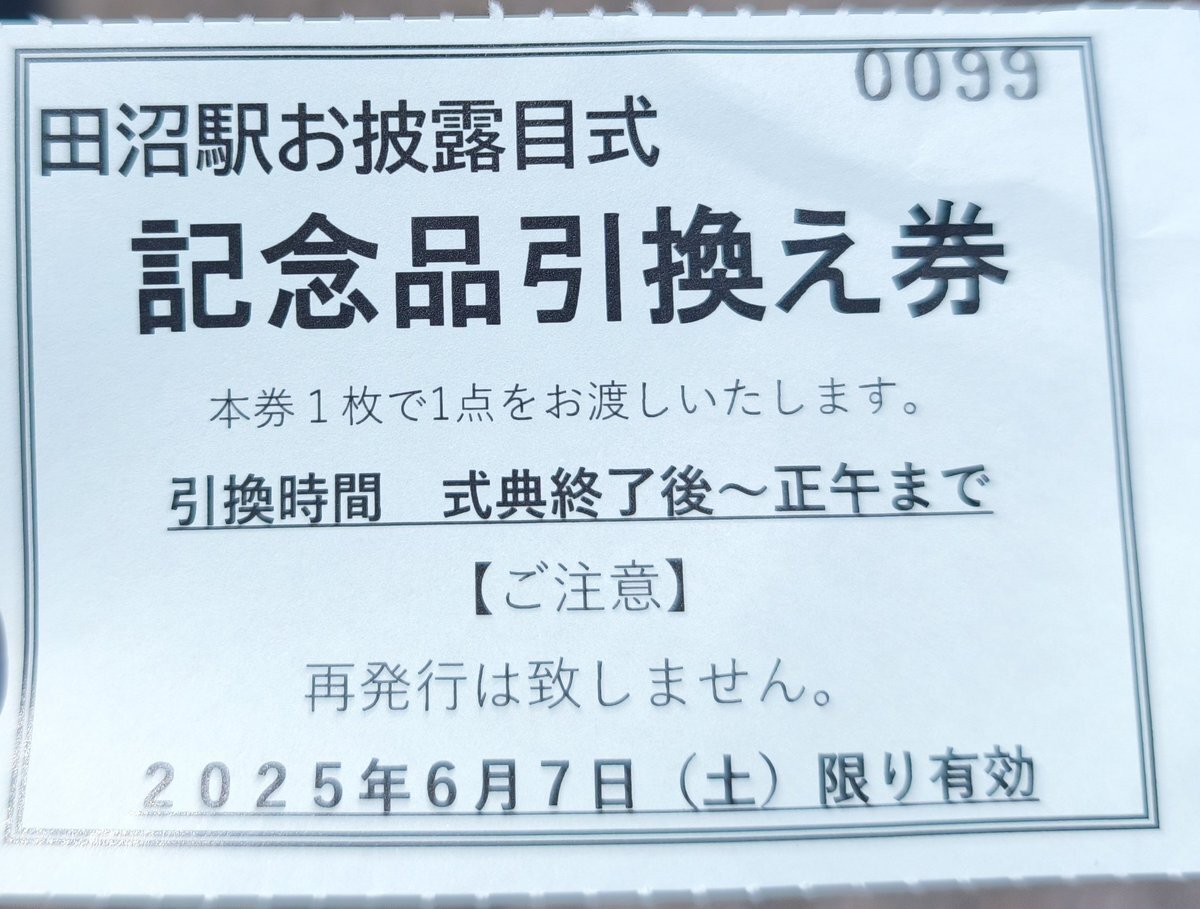 0099
田沼駅お披露目式
記念品引換え券
本券１枚で1点をお渡しいたします。
引換時間　式典終了後～正午まで
【ご注意】
再発行は致しません。
２０２５年６月７日（土）限り有効